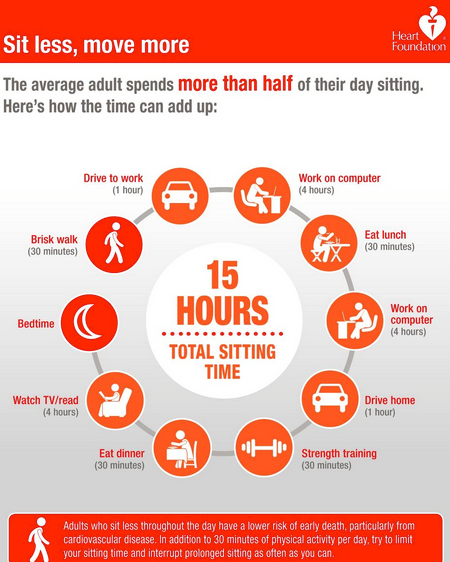 Sit less, move more
Heart
Foundation
The average adult spends more than half of their day sitting.
Here's how the time can add up:
Drive to work
(1 hour)
Work on computer
(4 hours)
Brisk walk
(30 minutes)
Eat lunch
(30 minutes)
15
HOURS
TOTAL SITTING
TIME
Bedtime
Work on
computer
(4 hours)
Watch TV/read
(4 hours)
Drive home
(1 hour)
Eat dinner
(30 minutes)
Strength training
(30 minutes)
Adults who sit less throughout the day have a lower risk of early death, particularly from
cardiovascular disease. In addition to 30 minutes of physical activity per day, try to limit
your sitting time and interrupt prolonged sitting as often as you can.